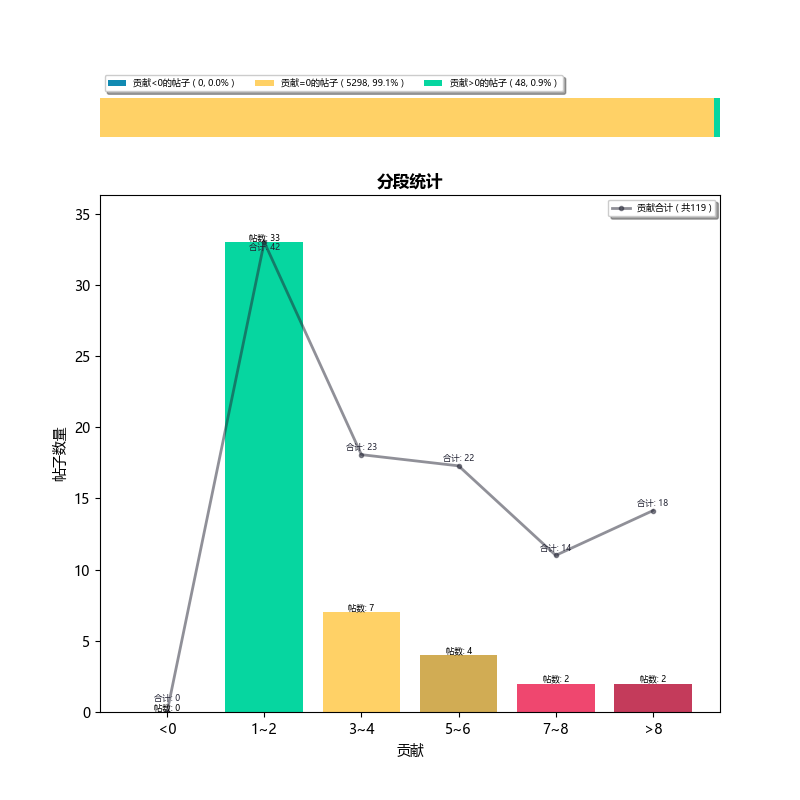 贡献<0的帖子 ( 0, 0.0% ) 贡献=0的帖子 ( 5298, 99.1% ) 贡献>0的帖子 ( 48, 0.9% )
分段统计
贡献合计 ( 共119 )
35
30
25
20
15
10
5
0
帖子数量
帖数: 33
合计: 42
合计: 23
合计: 22
合计: 14
合计: 18
合计: 0
帖数: 0
帖数: 7
帖数: 4
帖数: 2
帖数: 2
<0 1~2 3~4 5~6 7~8 >8
贡献